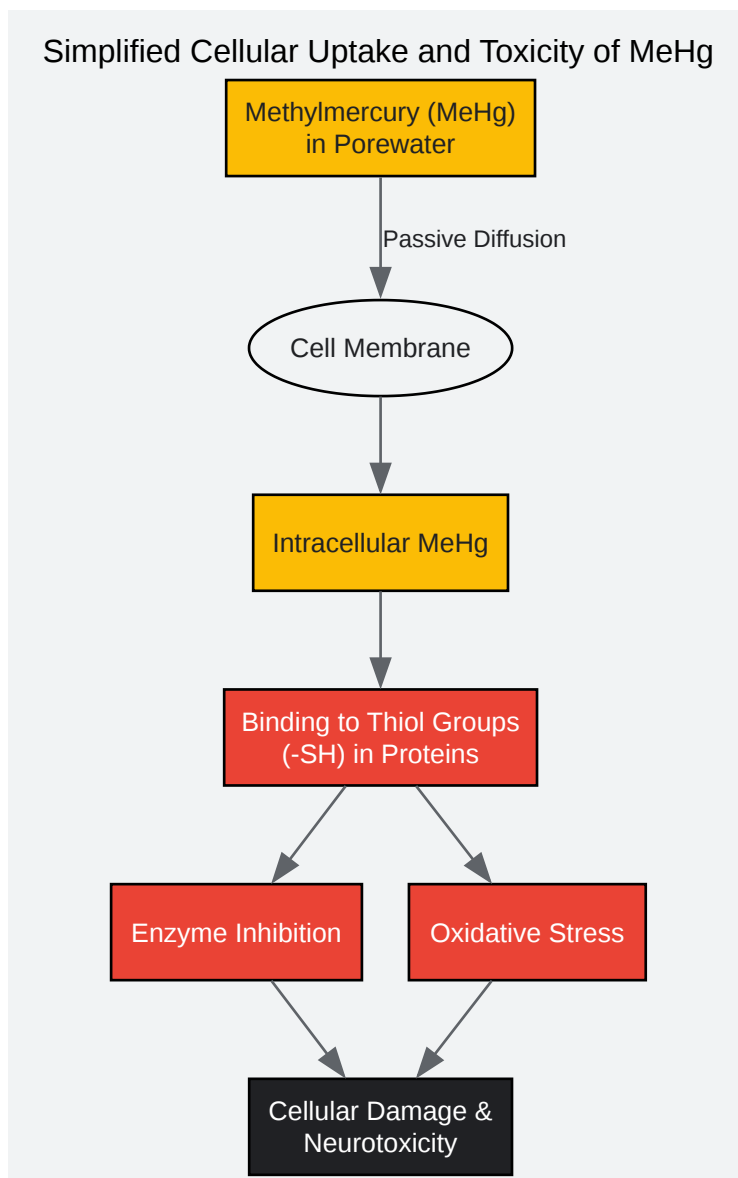 Simplified Cellular Uptake and Toxicity of MeHg
Methylmercury (MeHg)
in Porewater
Passive Diffusion
Cell Membrane
Intracellular MeHg
Binding to Thiol Groups
(-SH) in Proteins
Enzyme Inhibition
Oxidative Stress
Cellular Damage &
Neurotoxicity